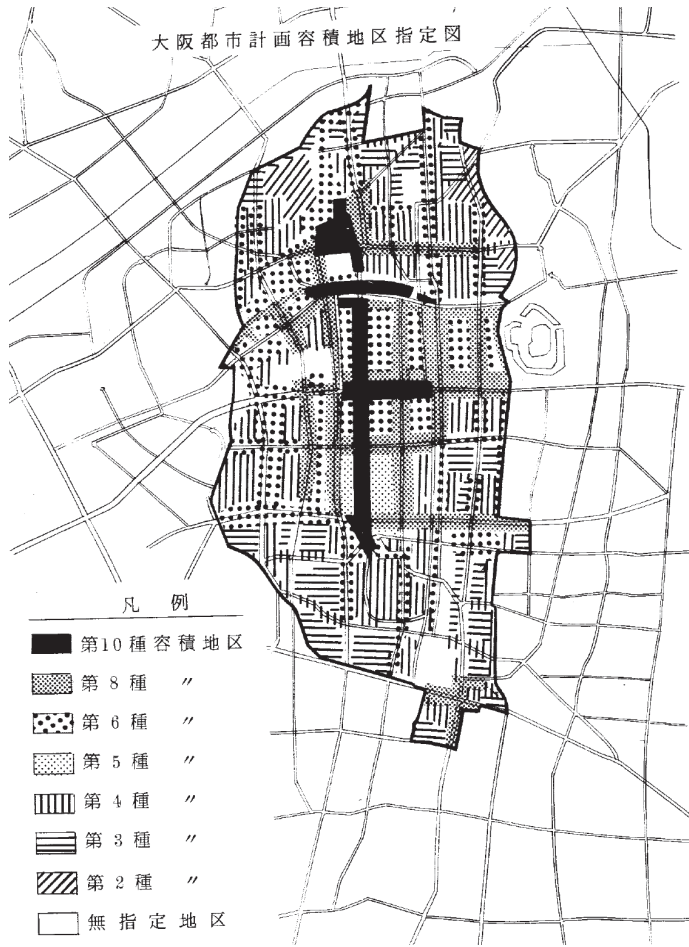 大阪都市計画容積地区指定図
凡例
第10種容積地区
第8種 〃
第6種 〃
第5種 〃
第4種 〃
第3種 〃
第2種 〃
無指定地区